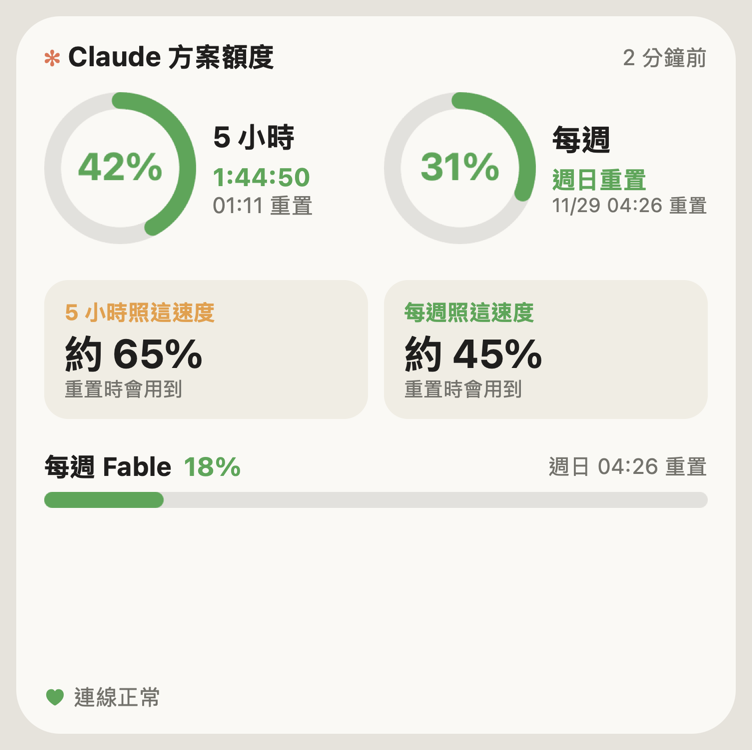 ✻ Claude 方案額度
2 分鐘前
42%
5 小時
1:44:50
01:11 重置
31%
每週
週日重置
11/29 04:26 重置
5 小時照這速度
約 65%
重置時會用到
每週照這速度
約 45%
重置時會用到
每週 Fable 18%
週日 04:26 重置
連線正常